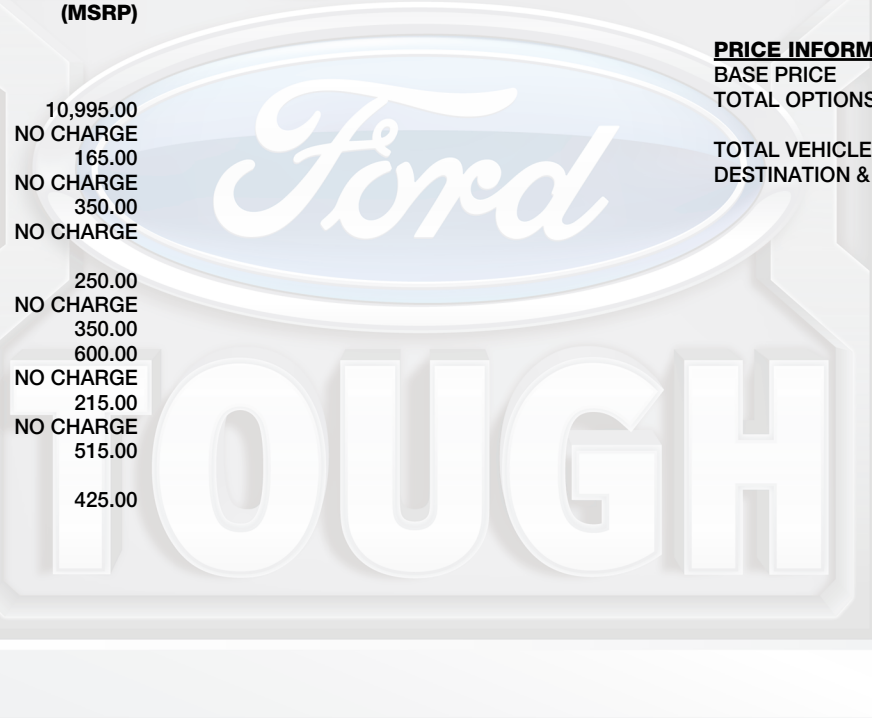 (MSRP)
10,995.00
NO CHARGE
165.00
NO CHARGE
350.00
NO CHARGE
250.00
NO CHARGE
350.00
600.00
NO CHARGE
215.00
NO CHARGE
515.00
425.00
PRICE INFORM
BASE PRICE
TOTAL OPTIONS
TOTAL VEHICLE
DESTINATION &
Ford
TOUGH